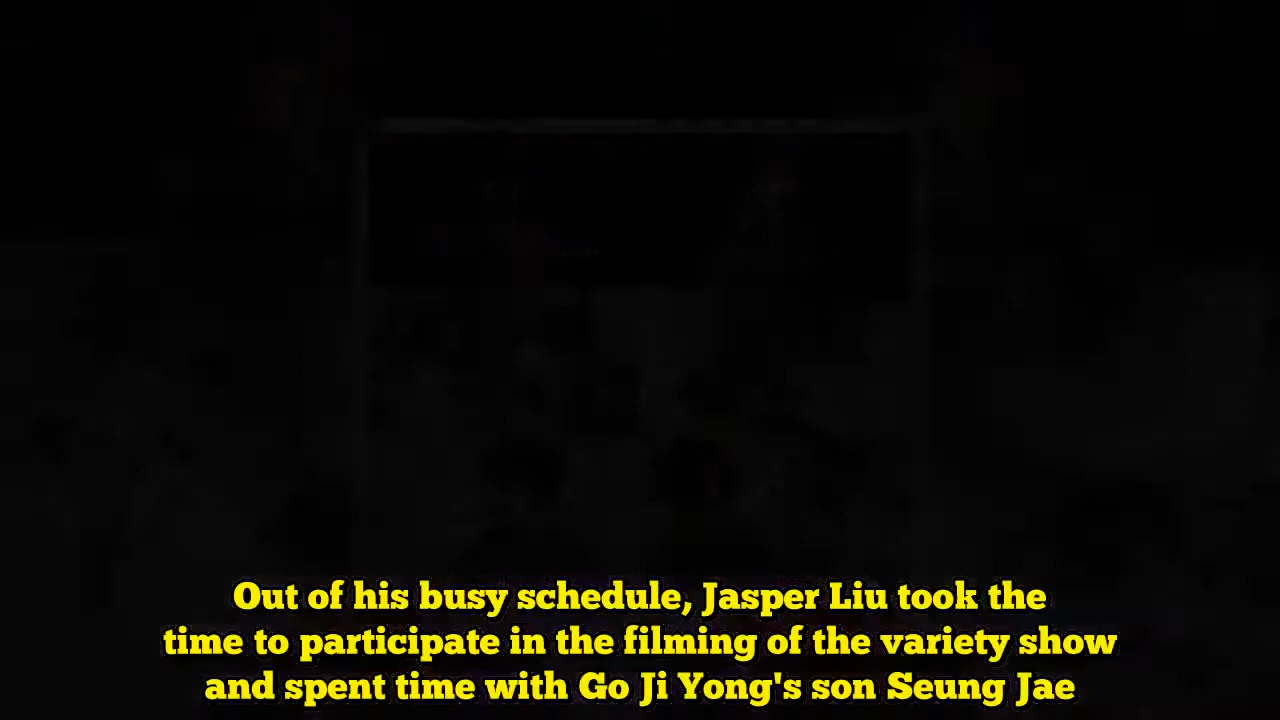 Out of his busy schedule, Jasper Liu took the
time to participate in the filming of the variety show
and spent time with Go Ji Yong's son Seung Jae